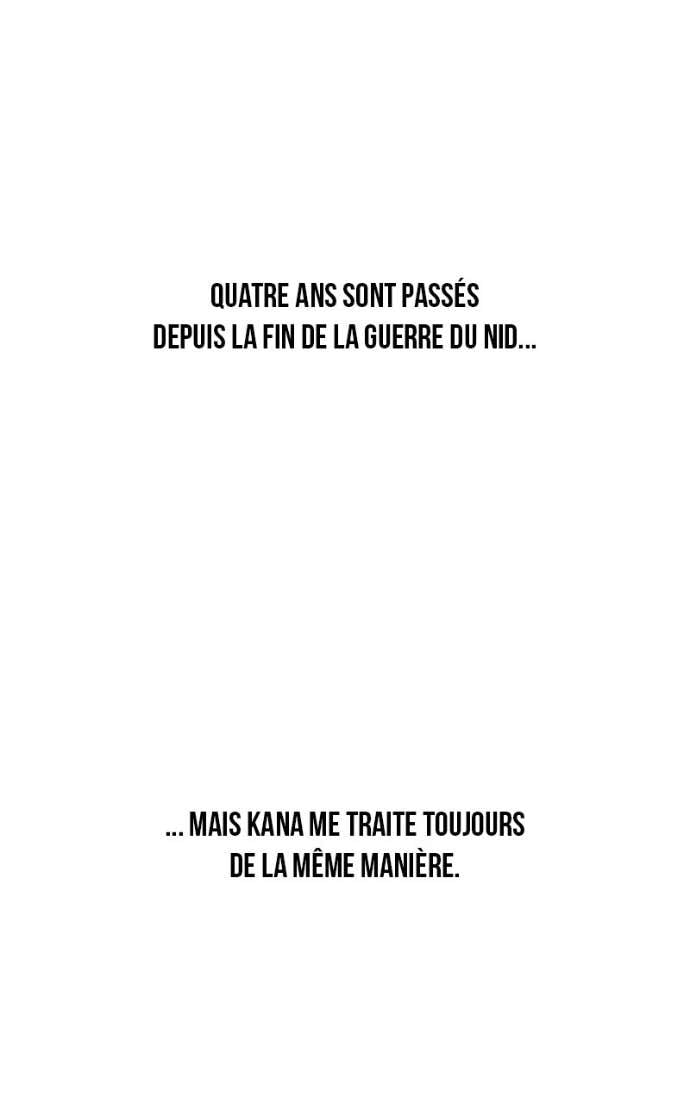 QUATRE ANS SONT PASSÉS
DEPUIS LA FIN DE LA GUERRE DU NID...
... MAIS KANA ME TRAITE TOUJOURS
DE LA MÊME MANIÈRE.